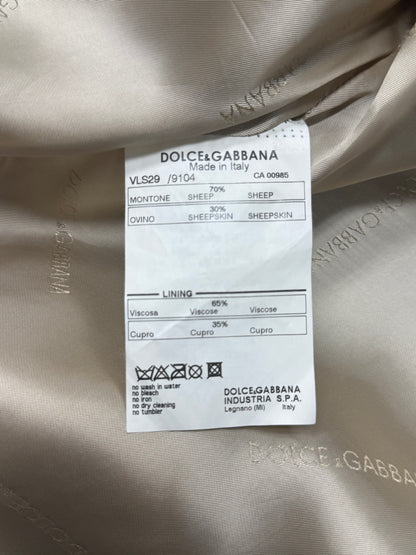 GABBANA
DOLCE&GABBANA
Made in Italy
VLS29 /9104 CA 00985
70%
MONTONE SHEEP SHEEP
30%
OVINO SHEEPSKIN SHEEPSKIN
LINING
65%
Viscosa Viscose Viscose
35%
Cupro Cupro Cupro
no wash in water
no bleach
no iron
no dry cleaning
no tumbler
DOLCE&GABBANA
INDUSTRIA S.P.A.
Legnano (MI) Italy
DOLCE&GABBANA
DOLCE&GABBANA
DOLCE&GABBA